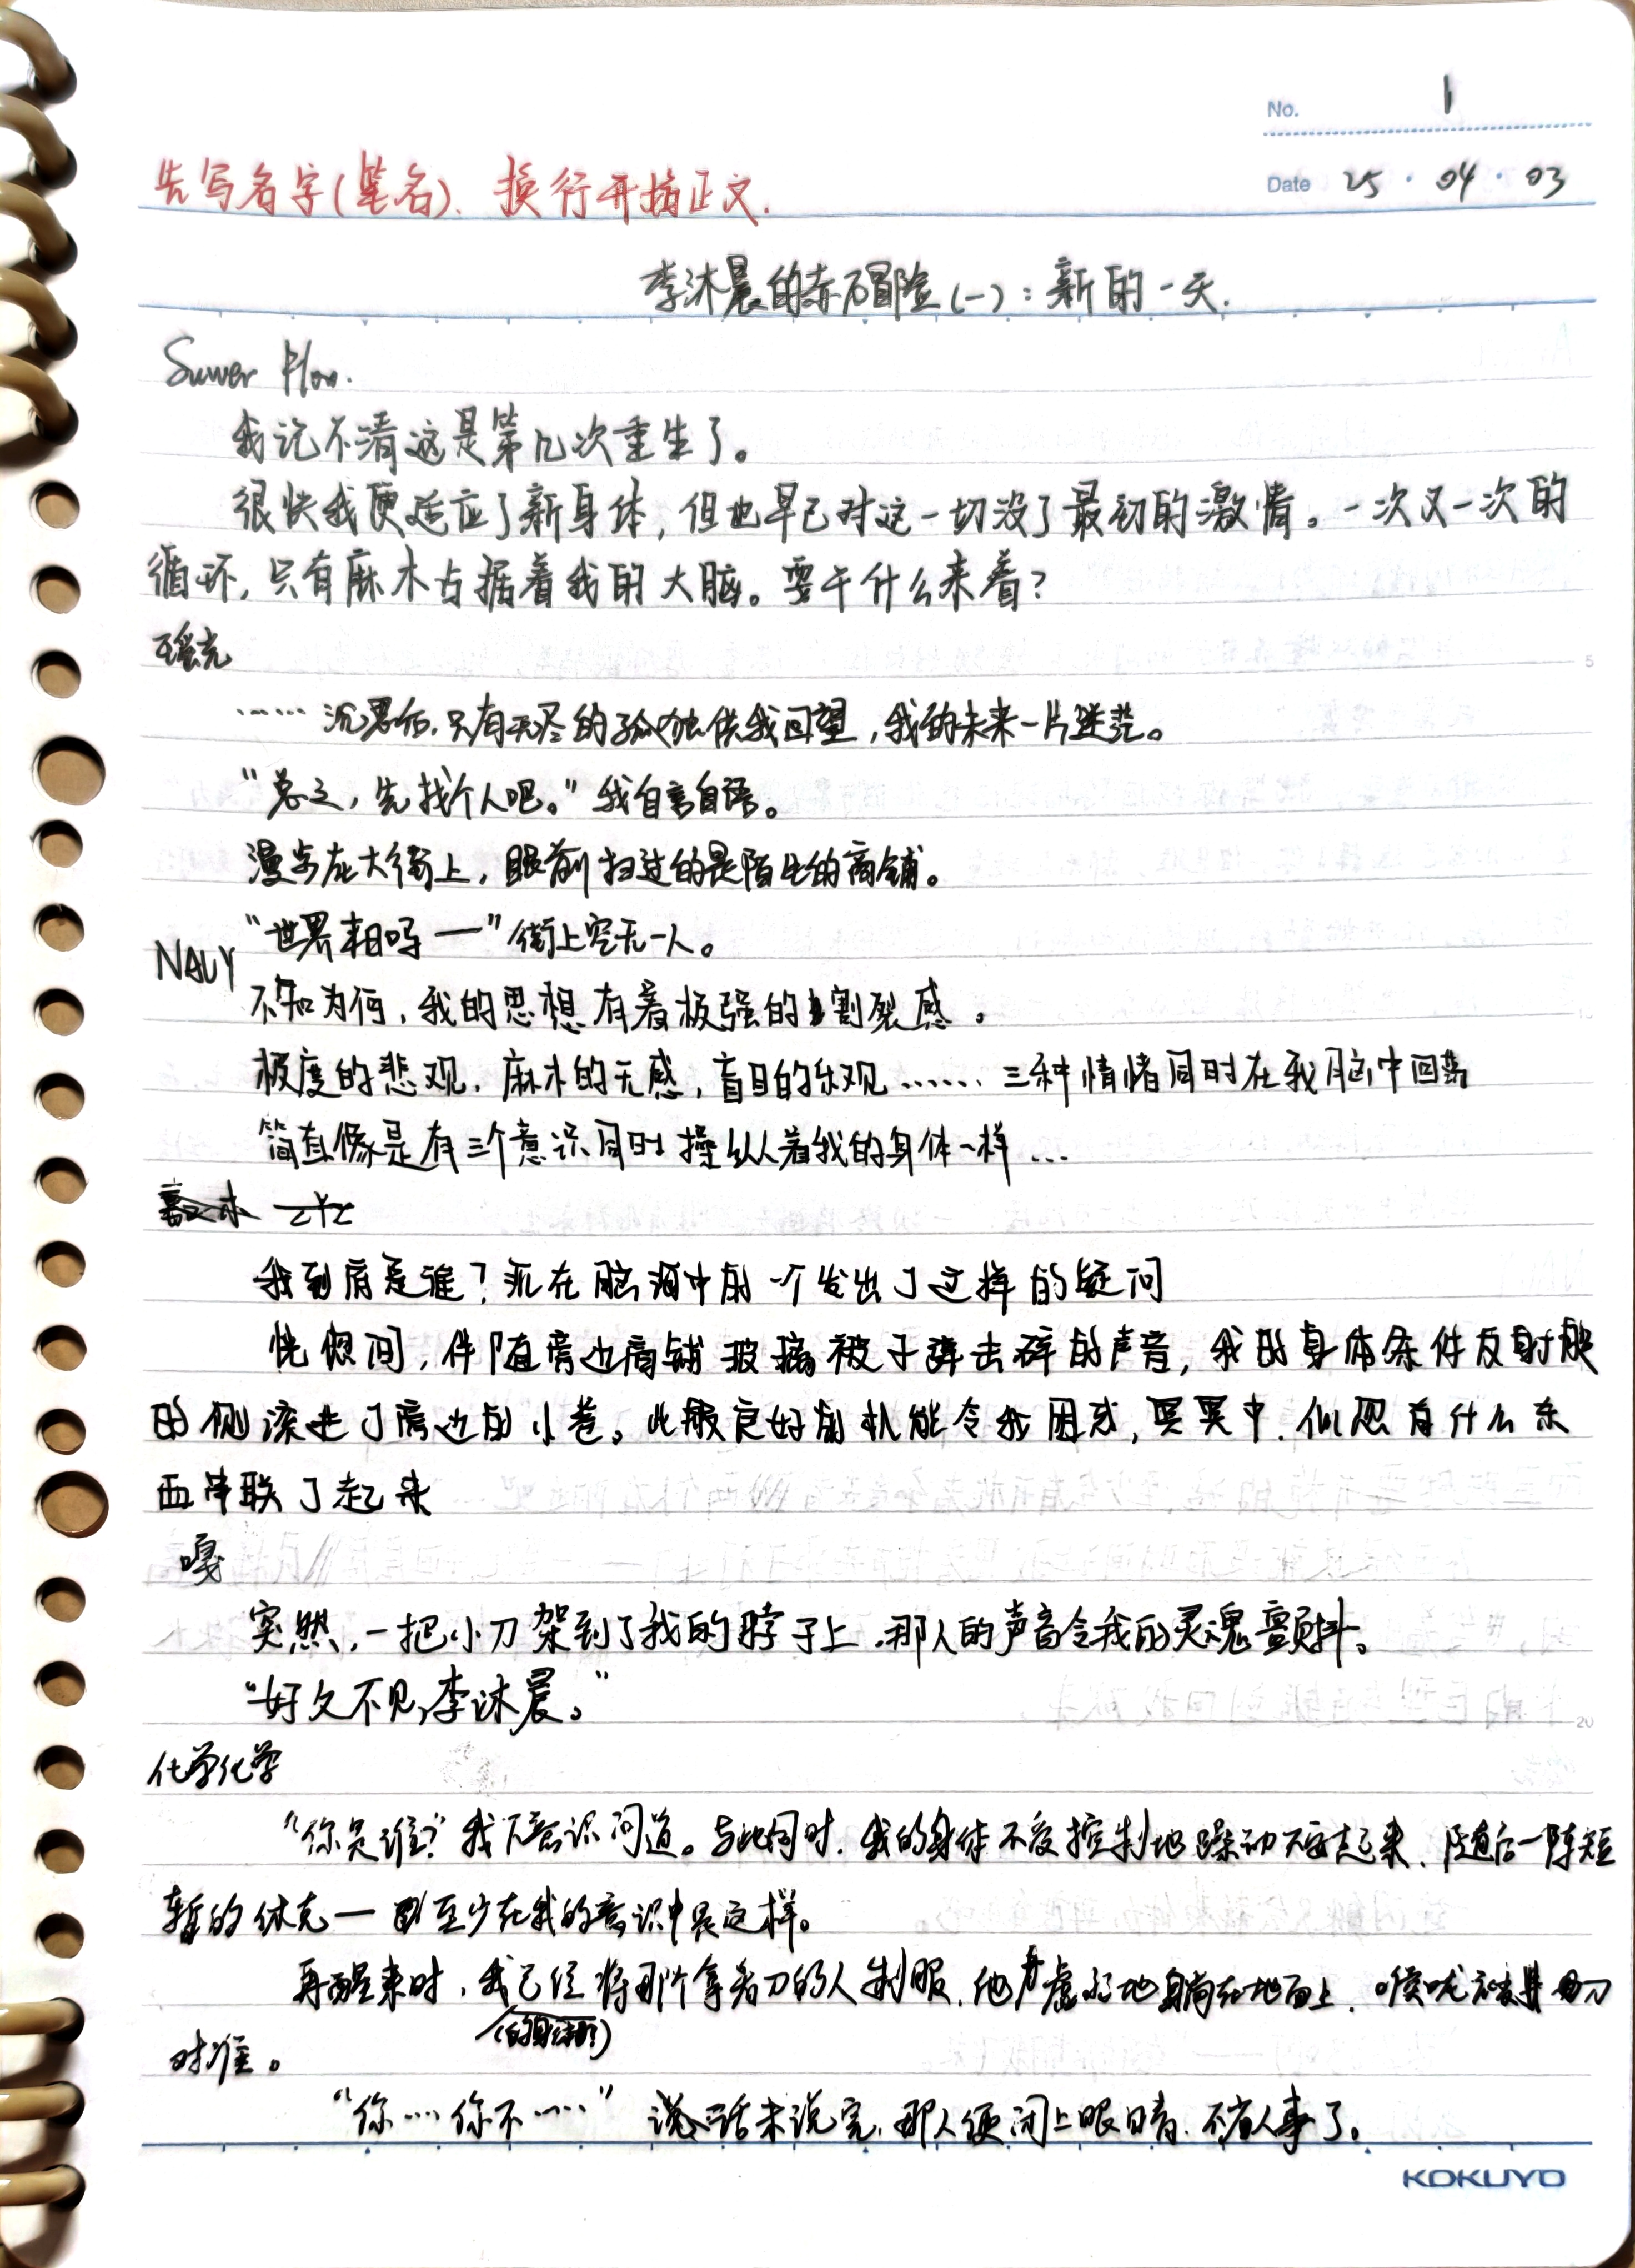 No. 1
先写名字(笔名)、换行开始正文.
Date 25 · 04 · 03
李沐晨的赤石冒险(一)：新的一天.
我记不清这是第几次重生了。
很快我便适应了新身体，但也早已对这一切没了最初的激情。一次又一次的
循环，只有麻木占据着我的大脑。要干什么来着？
瑶光
……沉溺后，只有无尽的孤独供我回望，我的未来一片迷茫。
“总之，先找个人吧。”我自言自语。
漫步在大街上，眼前扫过的是陌生的商铺。
“世界来日吗一”街上空无一人。
NAVY
不知为何，我的思想有着极强的割裂感。
极度的悲观、麻木的无感，盲目的乐观……三种情绪同时在我脑中回荡
简直像是有三个意识同时操纵着我的身体一样…
我到底是谁？现在脑海中的一个发出了这样的疑问
恍惚间，伴随旁边商铺玻璃被子弹击碎的声音，我的身体条件反射般
的侧滚进了旁边的小巷。此般良好的机能令我困惑，冥冥中，似忽有什么东
西串联了起来
嘎
突然，一把小刀架到了我的脖子上，那人的声音令我的灵魂颤抖。
“好久不见，李沐晨。”
化学化学
“你是谁？”我下意识问道。与此同时，我的身体不受控制地躁动不安起来，随后一阵短
暂的休克一至少在我的意识中是这样。
再醒来时，我已经将那个拿着刀的人制服，他虚弱地躺在地面上，喉咙被刀
对准。
“你…… 你不……”话未说完，那人便闭上眼睛，不省人事了。
KOKUYO